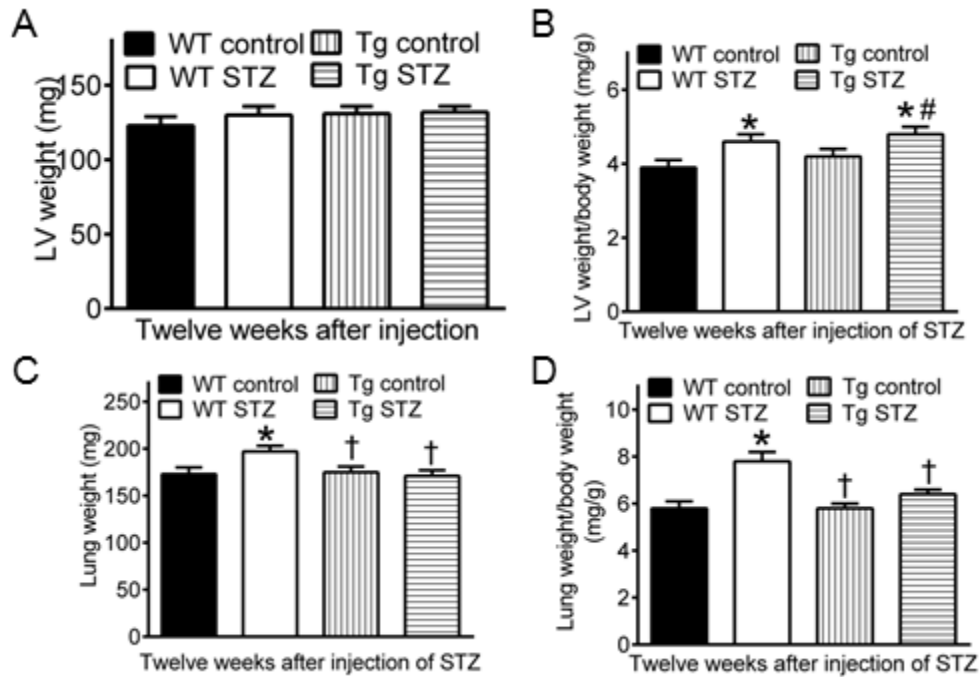 A
WT control Tg control
WT STZ Tg STZ
LV weight (mg)
150
100
50
0
Twelve weeks after injection
B
WT control Tg control
WT STZ Tg STZ
LV weight/body weight (mg/g)
6
4
2
0
*
* #
Twelve weeks after injection of STZ
C
WT control Tg control
WT STZ Tg STZ
Lung weight (mg)
250
200
150
100
50
0
*
†
†
Twelve weeks after injection of STZ
D
WT control Tg control
WT STZ Tg STZ
Lung weight/body weight
(mg/g)
10
8
6
4
2
0
*
†
†
Twelve weeks after injection of STZ